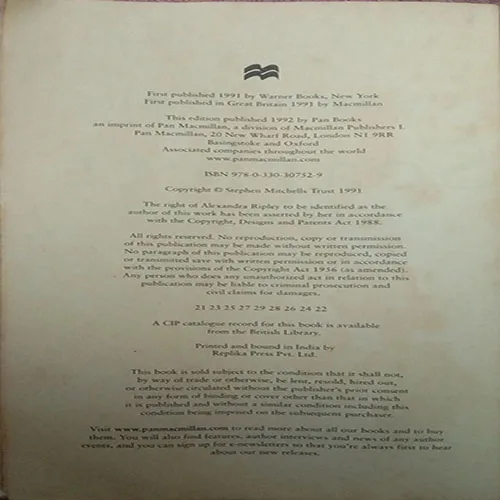 First published 1991 by Warner Books, New York
First published in Great Britain 1991 by Macmillan
This edition published 1992 by Pan Books
an imprint of Pan Macmillan, a division of Macmillan Publishers L
Pan Macmillan, 20 New Wharf Road, London N1 9RR
Basingstoke and Oxford
Associated companies throughout the world
www.panmacmillan.com
ISBN 978-0-330-30752-9
Copyright © Stephen Mitchells Trust 1991
The right of Alexandra Ripley to be identified as the
author of this work has been asserted by her in accordance
with the Copyright, Designs and Patents Act 1988.
All rights reserved. No reproduction, copy or transmission
of this publication may be made without written permission.
No paragraph of this publication may be reproduced, copied
or transmitted save with written permission or in accordance
with the provisions of the Copyright Act 1956 (as amended).
Any person who does any unauthorized act in relation to this
publication may be liable to criminal prosecution and
civil claims for damages.
21 23 25 27 29 28 26 24 22
A CIP catalogue record for this book is available
from the British Library.
Printed and bound in India by
Replika Press Pvt. Ltd.
This book is sold subject to the condition that it shall not,
by way of trade or otherwise, be lent, resold, hired out,
or otherwise circulated without the publisher's prior consent
in any form of binding or cover other than that in which
it is published and without a similar condition including this
condition being imposed on the subsequent purchaser.
Visit www.panmacmillan.com to read more about all our books and to buy
them. You will also find features, author interviews and news of any author
events, and you can sign up for e-newsletters so that you're always first to hear
about our new releases.